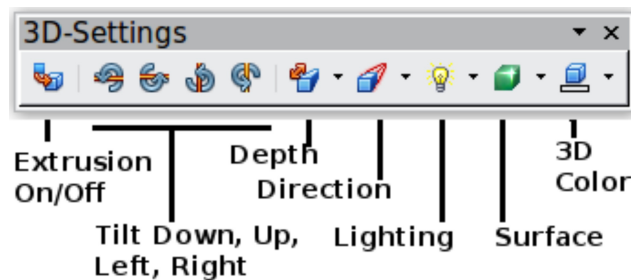 3D-Settings
Extrusion
On/Off
Depth
Direction
3D
Color
Tilt Down, Up,
Left, Right
Lighting
Surface